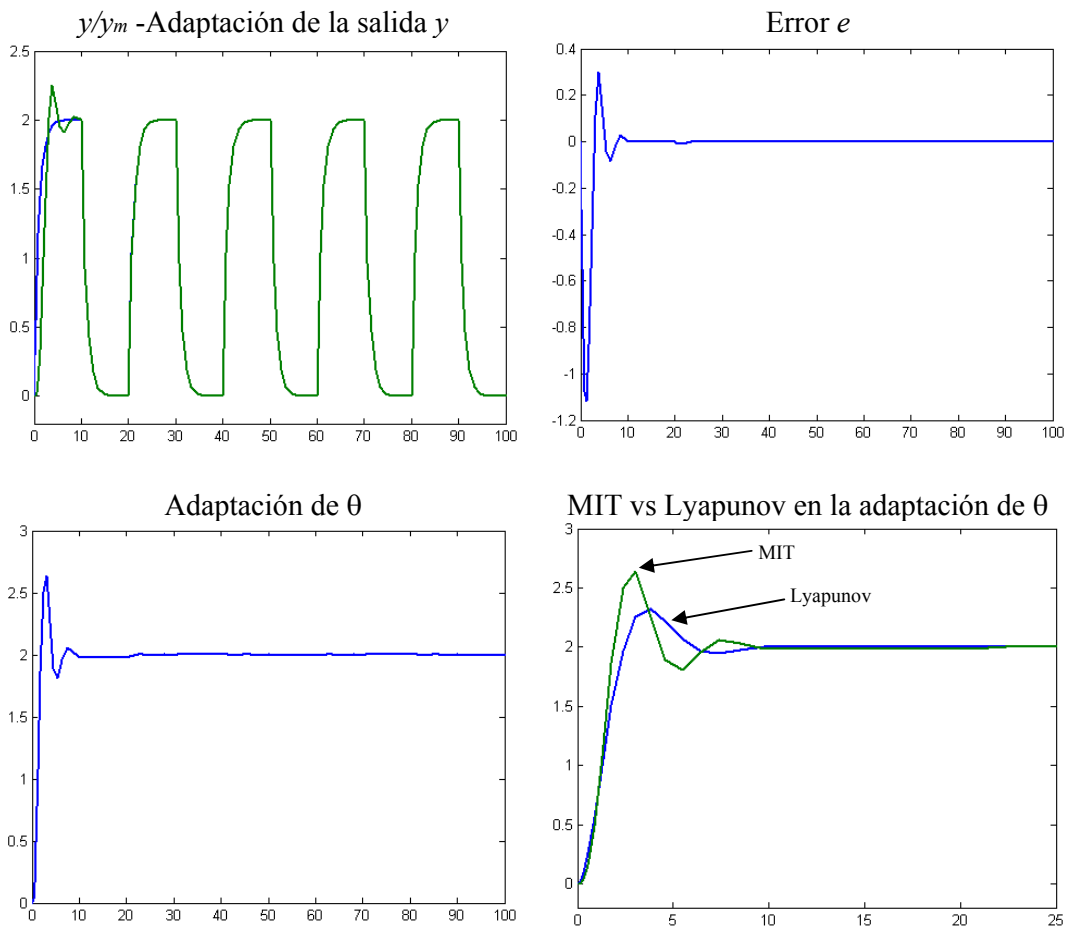 y/ym -Adaptación de la salida y
2.5
2
1.5
1
0.5
0
0 10 20 30 40 50 60 70 80 90 100
Error e
0.4
0.2
0
-0.2
-0.4
-0.6
-0.8
-1
-1.2
0 10 20 30 40 50 60 70 80 90 100
Adaptación de θ
3
2.5
2
1.5
1
0.5
0
0 10 20 30 40 50 60 70 80 90 100
MIT vs Lyapunov en la adaptación de θ
3
2.5
2
1.5
1
0.5
0
MIT
Lyapunov
0 5 10 15 20 25